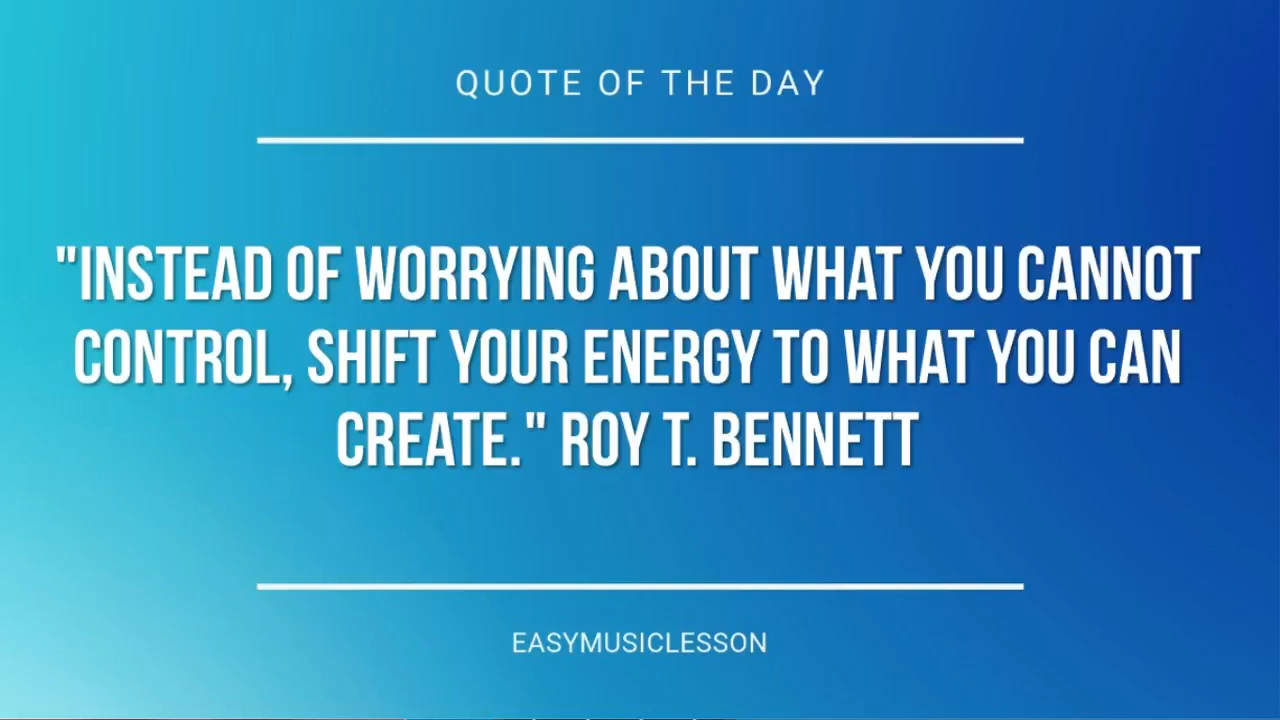 QUOTE OF THE DAY
"INSTEAD OF WORRYING ABOUT WHAT YOU CANNOT
CONTROL, SHIFT YOUR ENERGY TO WHAT YOU CAN
CREATE." ROY T. BENNETT
EASYMUSICLESSON